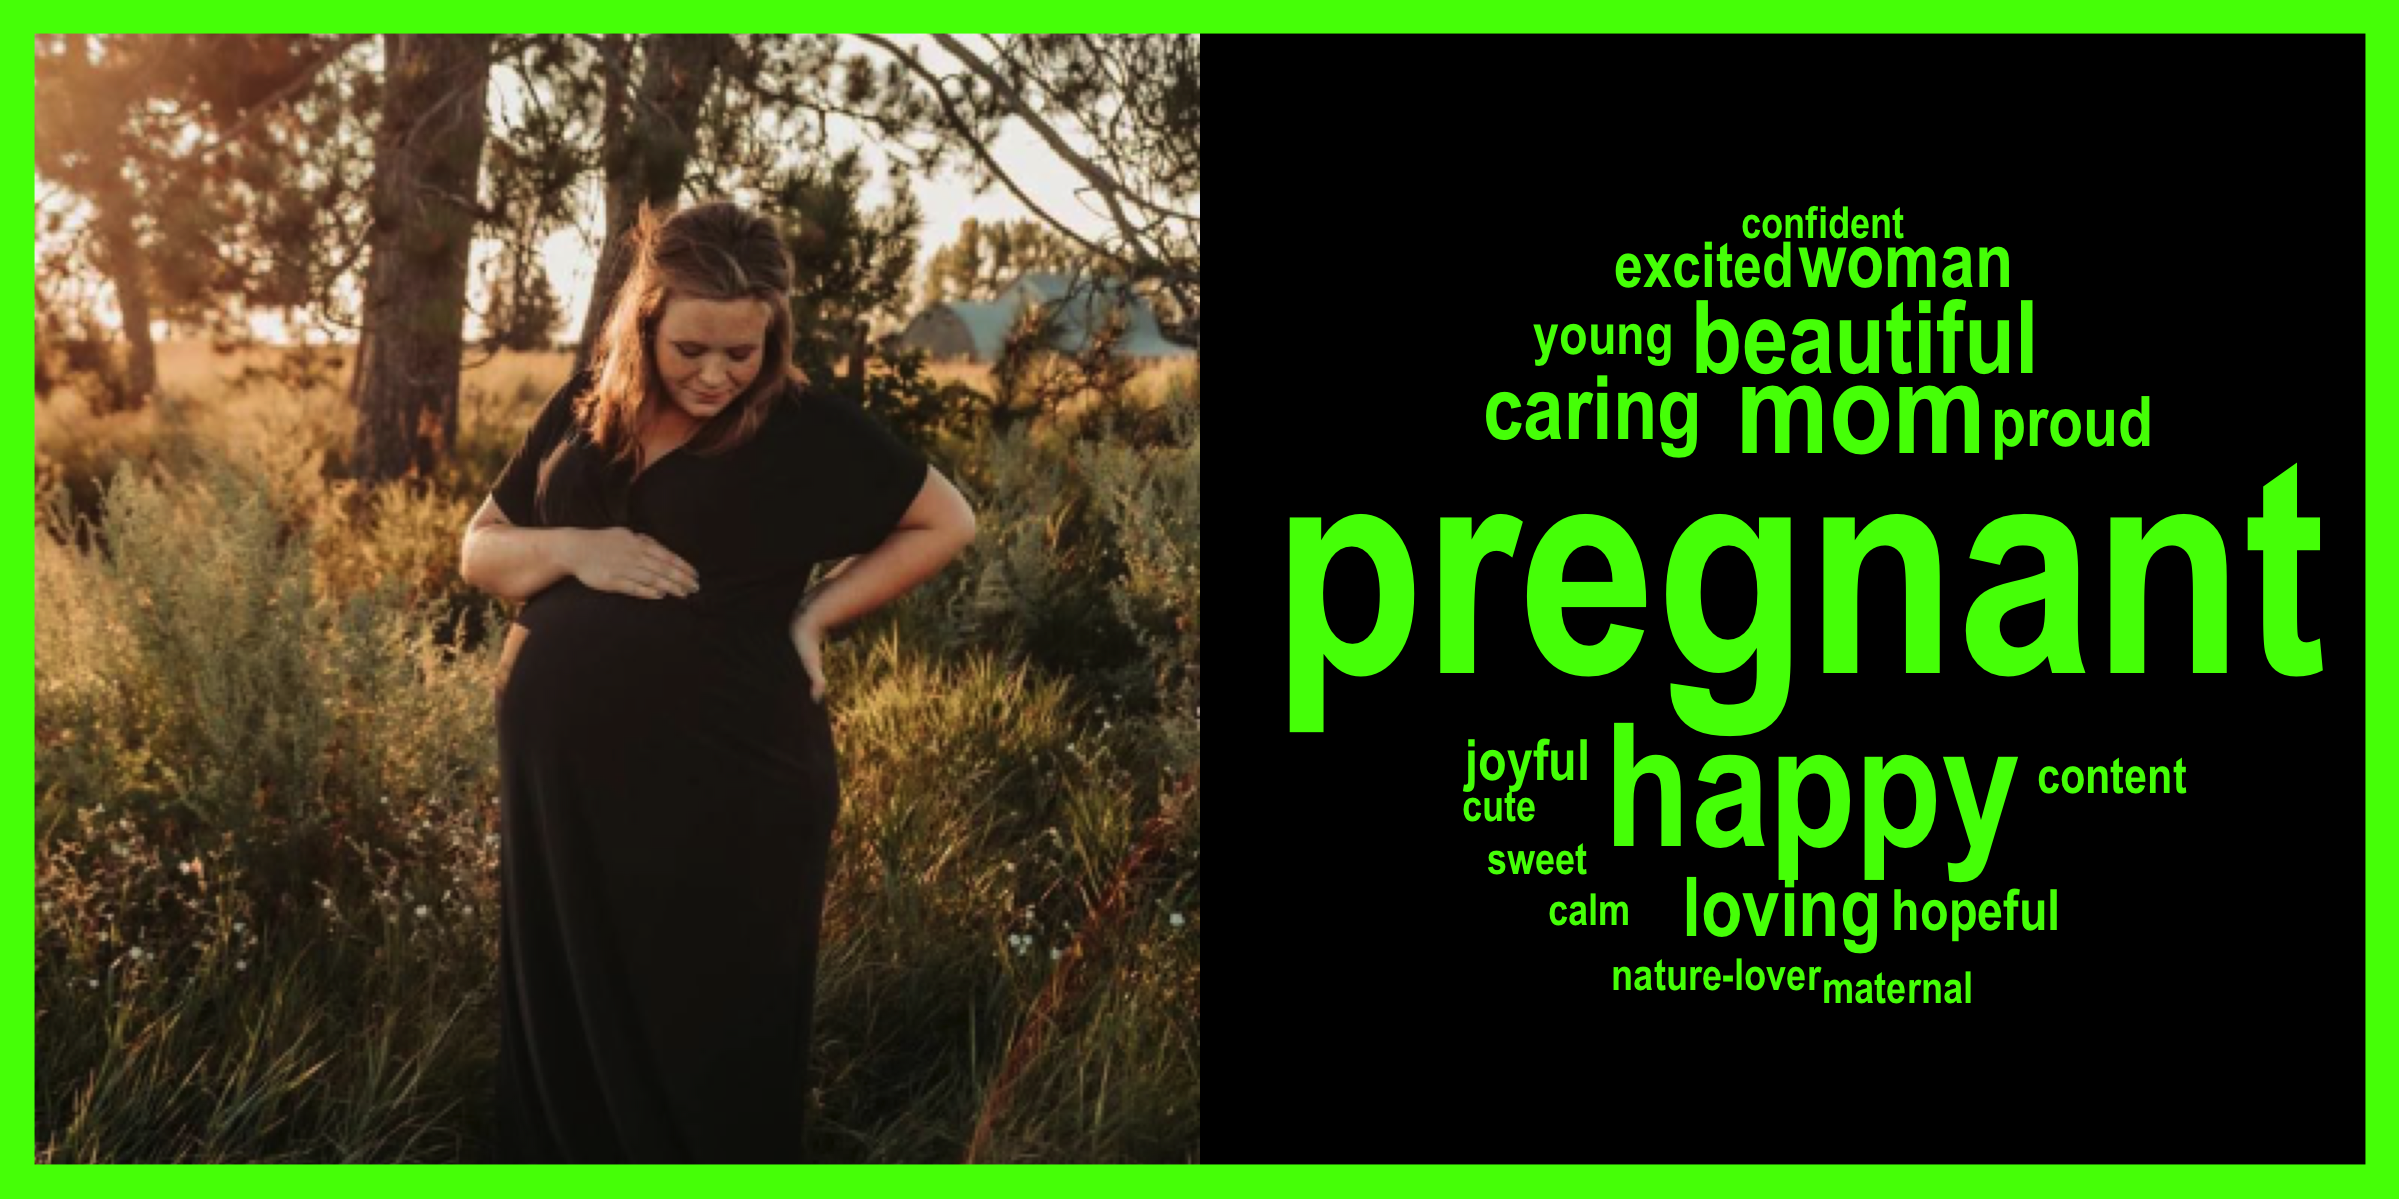 confident
excited woman
young beautiful
caring mom proud
pregnant
joyful happy content
cute
sweet
calm loving hopeful
nature-lover maternal